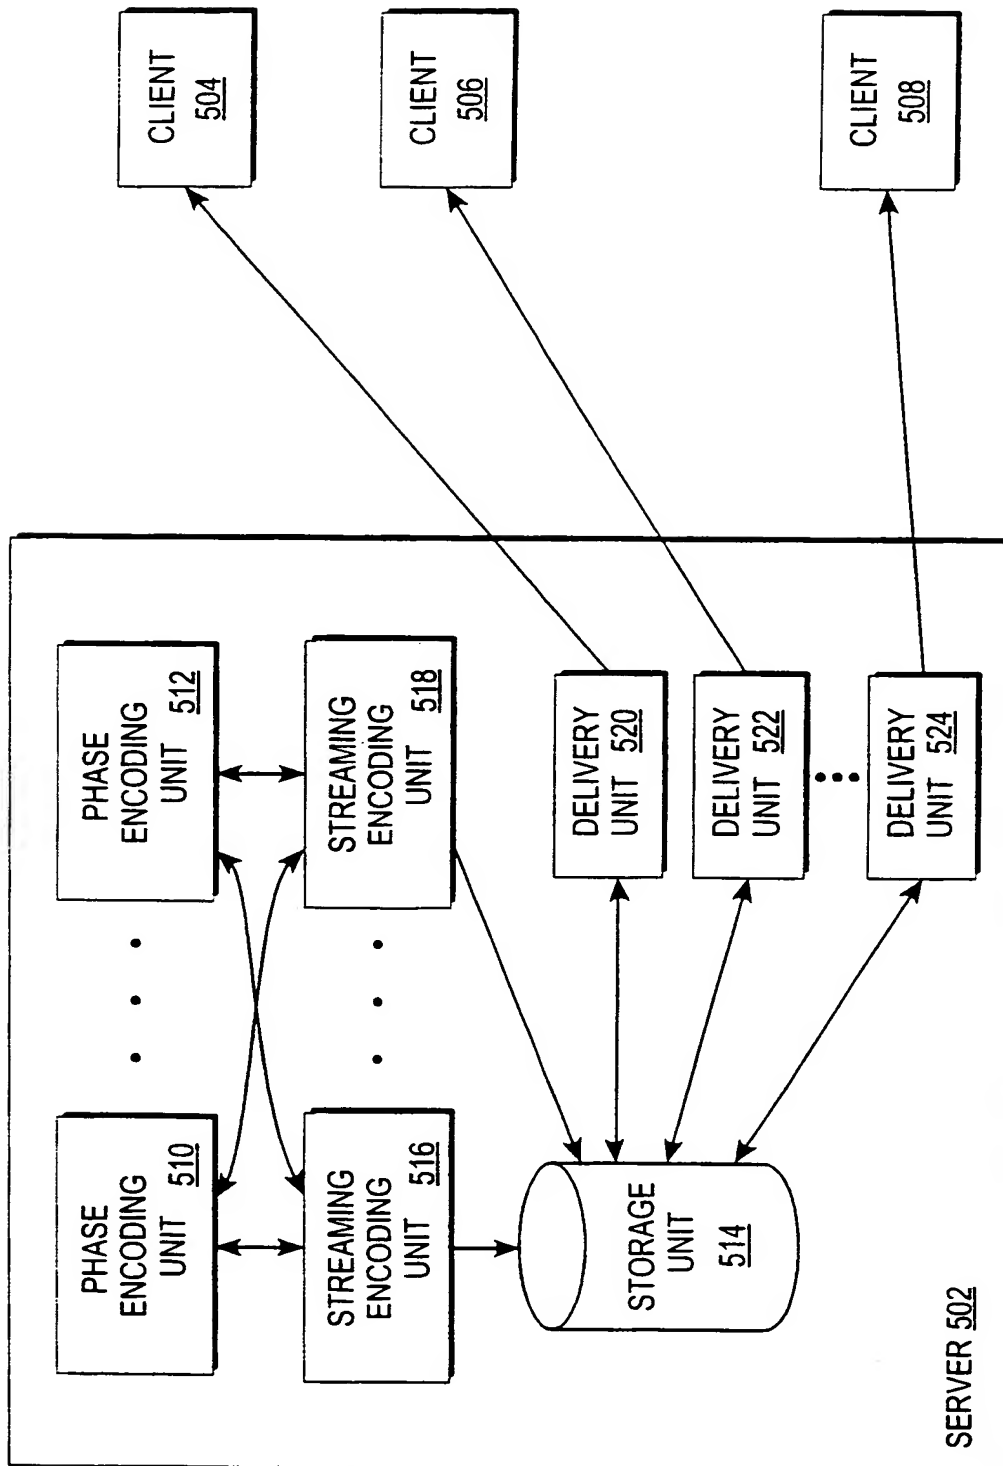 PHASE
ENCODING
UNIT 510
PHASE
ENCODING
UNIT 512
STREAMING
ENCODING
UNIT 516
STREAMING
ENCODING
UNIT 518
STORAGE
UNIT
514
DELIVERY
UNIT 520
DELIVERY
UNIT 522
DELIVERY
UNIT 524
SERVER 502
CLIENT
504
CLIENT
506
CLIENT
508